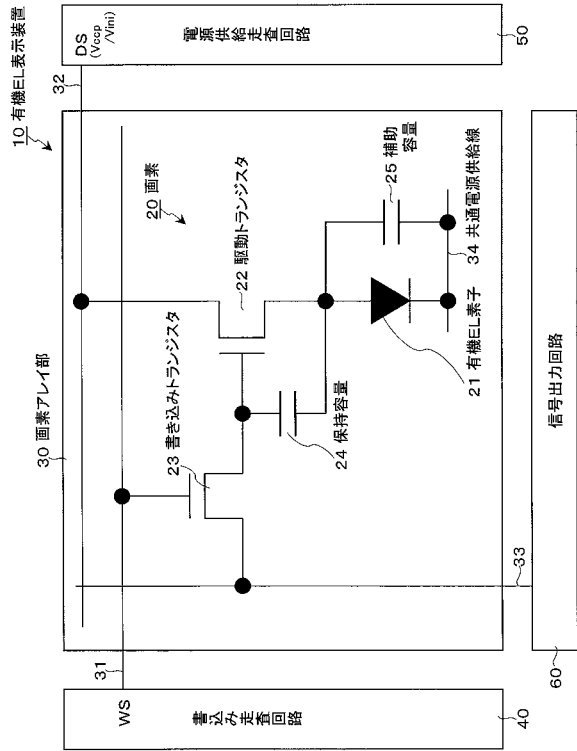 10 有機EL表示装置
30 画素アレイ部
20 画素
DS
(Vccp
/Vini)
電源供給走査回路
50
32
31
WS
書込み走査回路
40
23 書き込みトランジスタ
22 駆動トランジスタ
24 保持容量
25 補助
容量
21 有機EL素子
34 共通電源供給線
33
信号出力回路
60